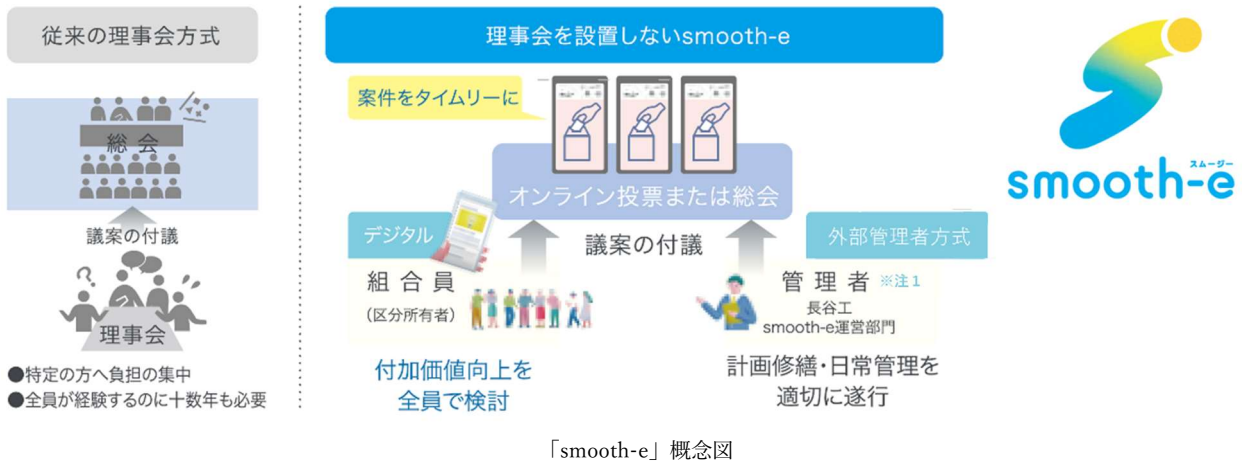 従来の理事会方式
総会
議案の付議
理事会
●特定の方へ負担の集中
●全員が経験するのに十数年も必要
理事会を設置しないsmooth-e
案件をタイムリーに
オンライン投票または総会
デジタル
議案の付議
外部管理者方式
組合員
(区分所有者)
管理者 ※注1
長谷工
smooth-e運営部門
付加価値向上を
全員で検討
計画修繕・日常管理を
適切に遂行
スムージー
smooth-e
「smooth-e」概念図